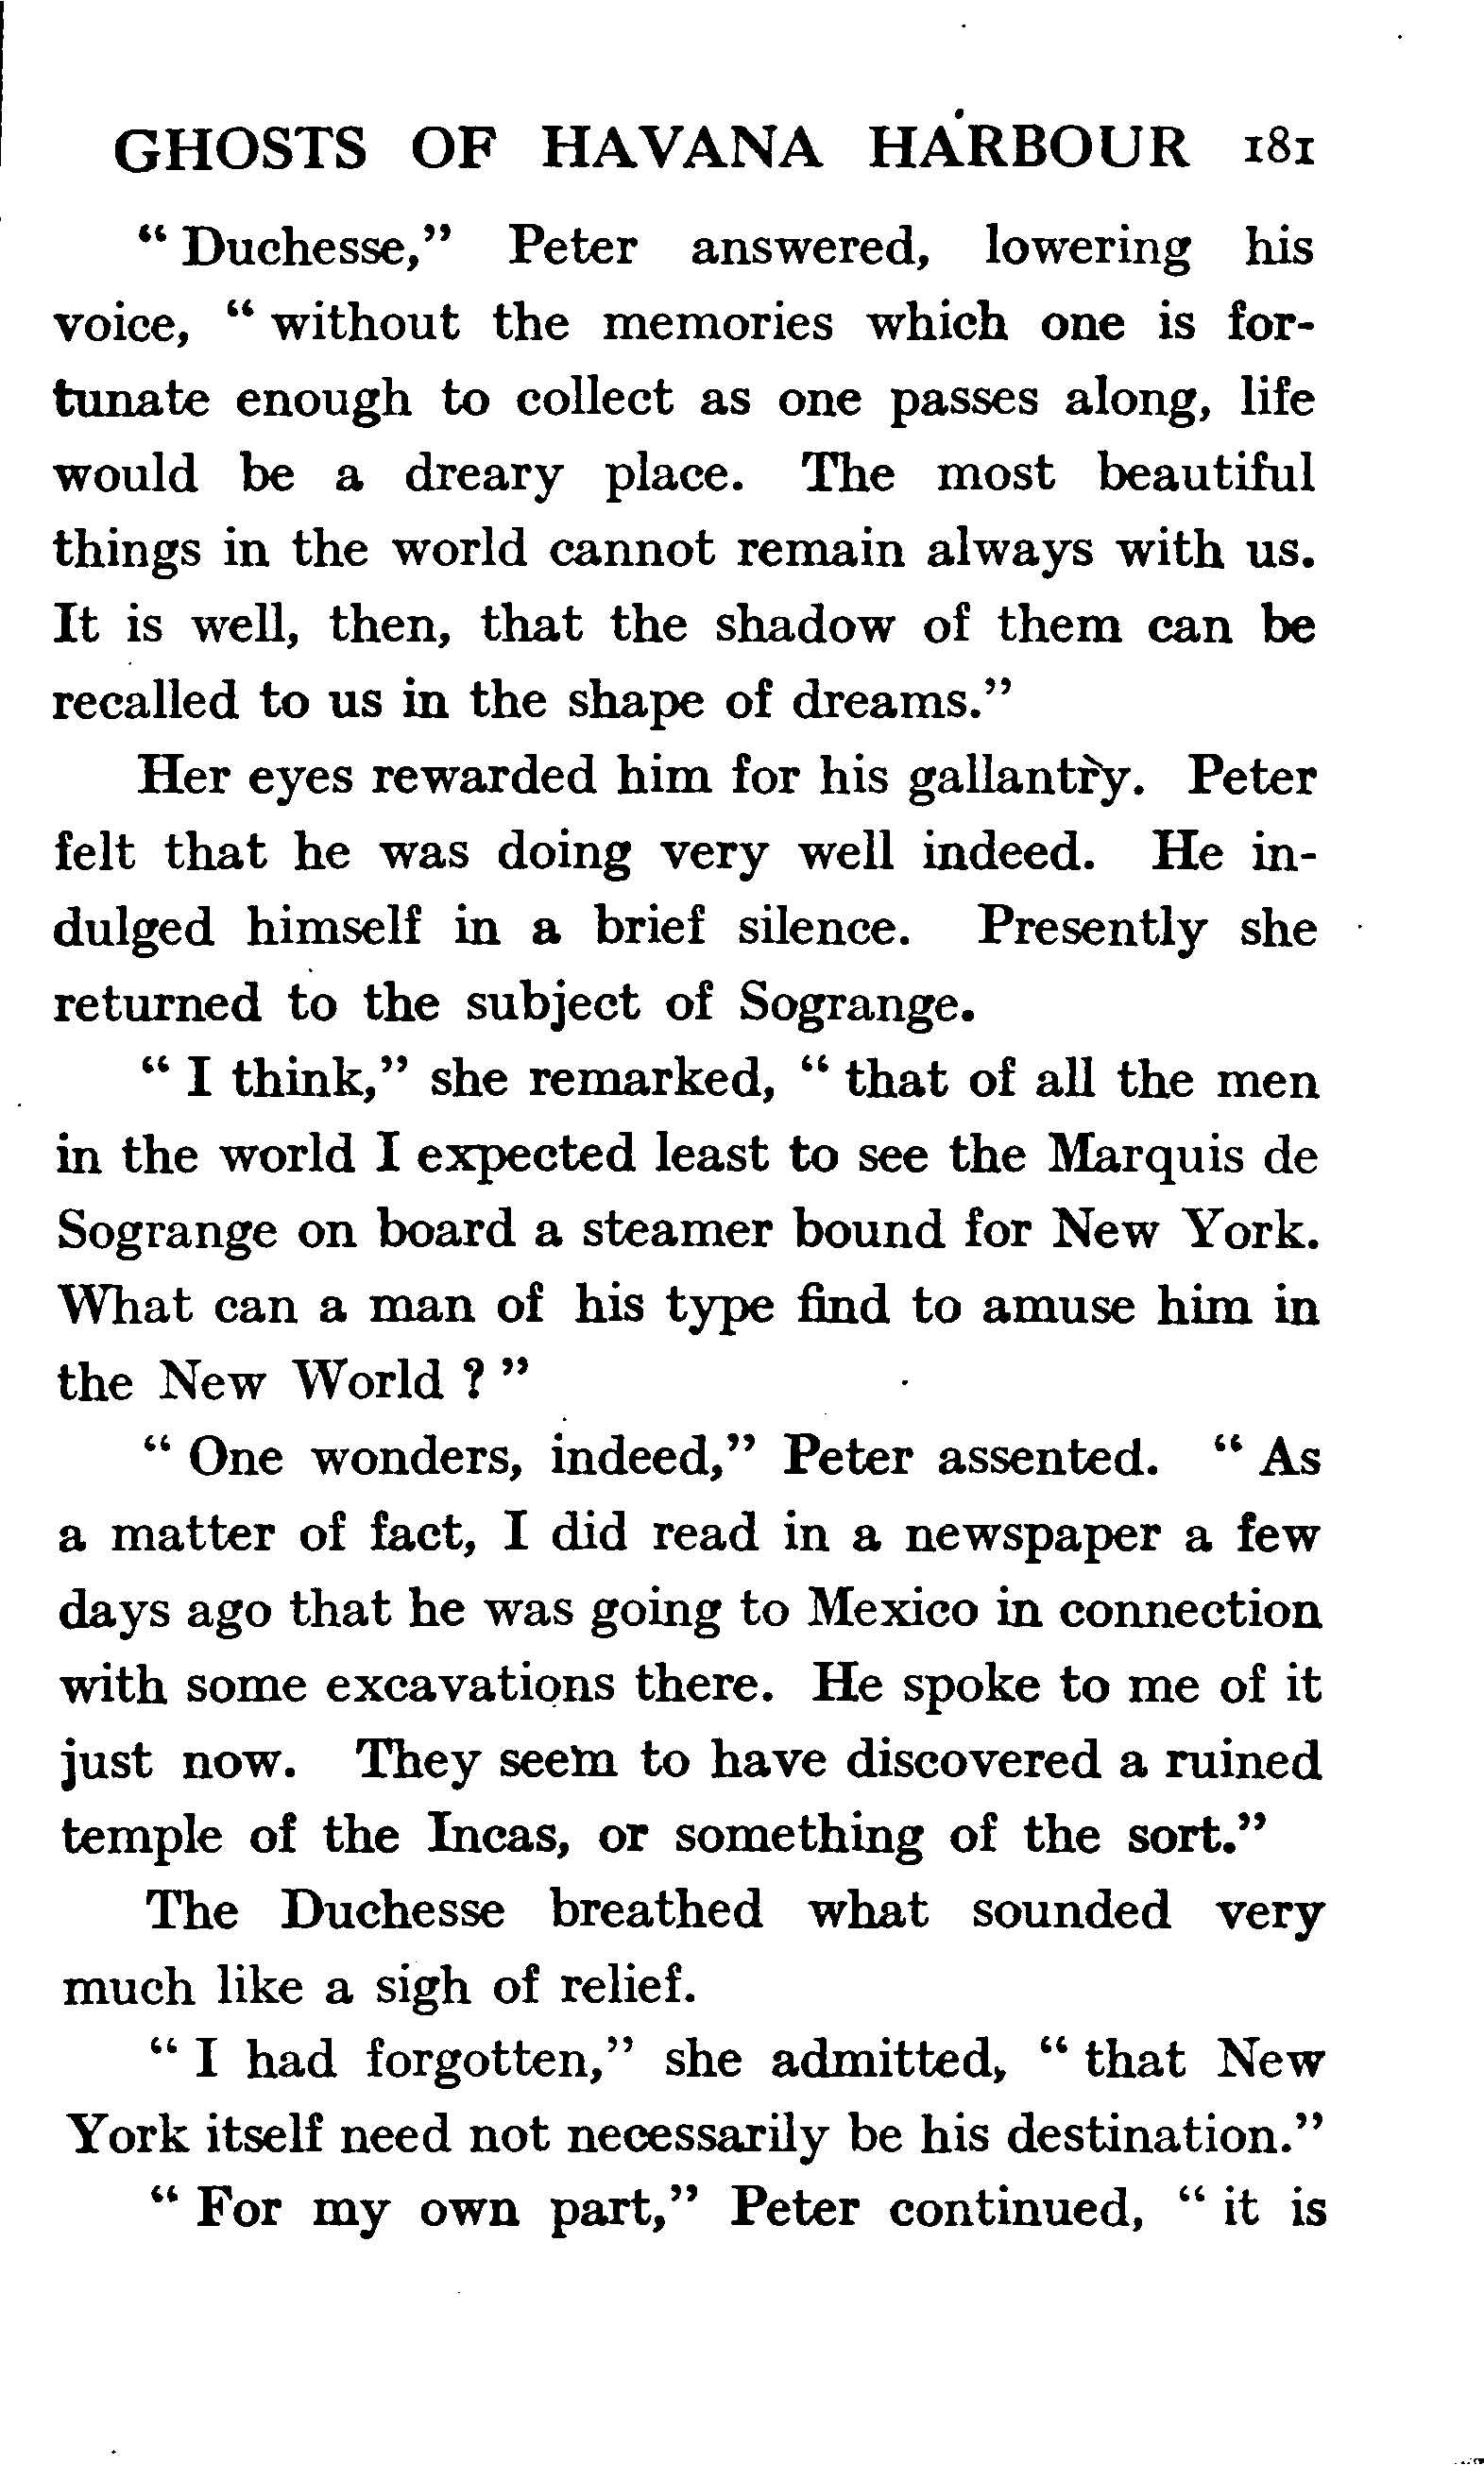 GHOSTS OF HAVANA HARBOUR 181
“ Duchesse,” Peter answered, lowering his
voice, “ without the memories which one is for-
tunate enough to collect as one passes along, life
would be a dreary place. The most beautiful
things in the world cannot remain always with us.
It is well, then, that the shadow of them can be
recalled to us in the shape of dreams.”
Her eyes rewarded him for his gallantry. Peter
felt that he was doing very well indeed. He in-
dulged himself in a brief silence. Presently she
returned to the subject of Sogrange.
“ I think,” she remarked, “ that of all the men
in the world I expected least to see the Marquis de
Sogrange on board a steamer bound for New York.
What can a man of his type find to amuse him in
the New World ? ”
“ One wonders, indeed,” Peter assented. “ As
a matter of fact, I did read in a newspaper a few
days ago that he was going to Mexico in connection
with some excavations there. He spoke to me of it
just now. They seem to have discovered a ruined
temple of the Incas, or something of the sort.”
The Duchesse breathed what sounded very
much like a sigh of relief.
“ I had forgotten,” she admitted, “ that New
York itself need not necessarily be his destination.”
“ For my own part,” Peter continued, “ it is